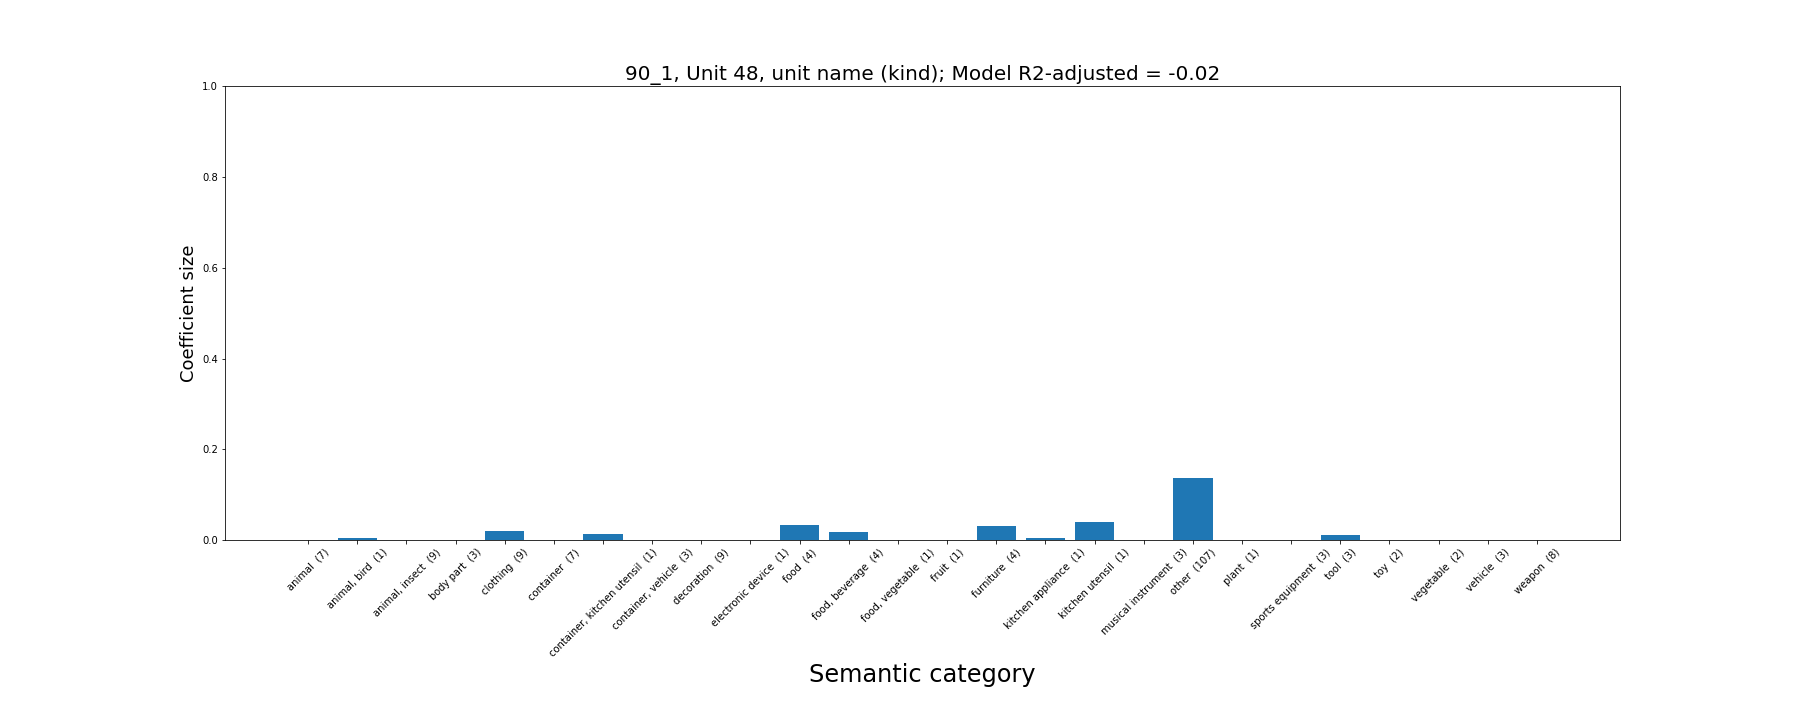 90_1, Unit 48, unit name (kind); Model R2-adjusted = -0.02
1.0
0.8
0.6
0.4
0.2
0.0
Coefficient size
animal (7)
animal, bird (1)
animal, insect (9)
body part (3)
clothing (9)
container (7)
container, kitchen utensil (1)
container, vehicle (3)
decoration (9)
electronic device (1)
food (4)
food, beverage (4)
food, vegetable (1)
fruit (1)
furniture (4)
kitchen appliance (1)
kitchen utensil (1)
musical instrument (3)
other (107)
plant (1)
sports equipment (3)
tool (3)
toy (2)
vegetable (2)
vehicle (3)
weapon (8)
Semantic category